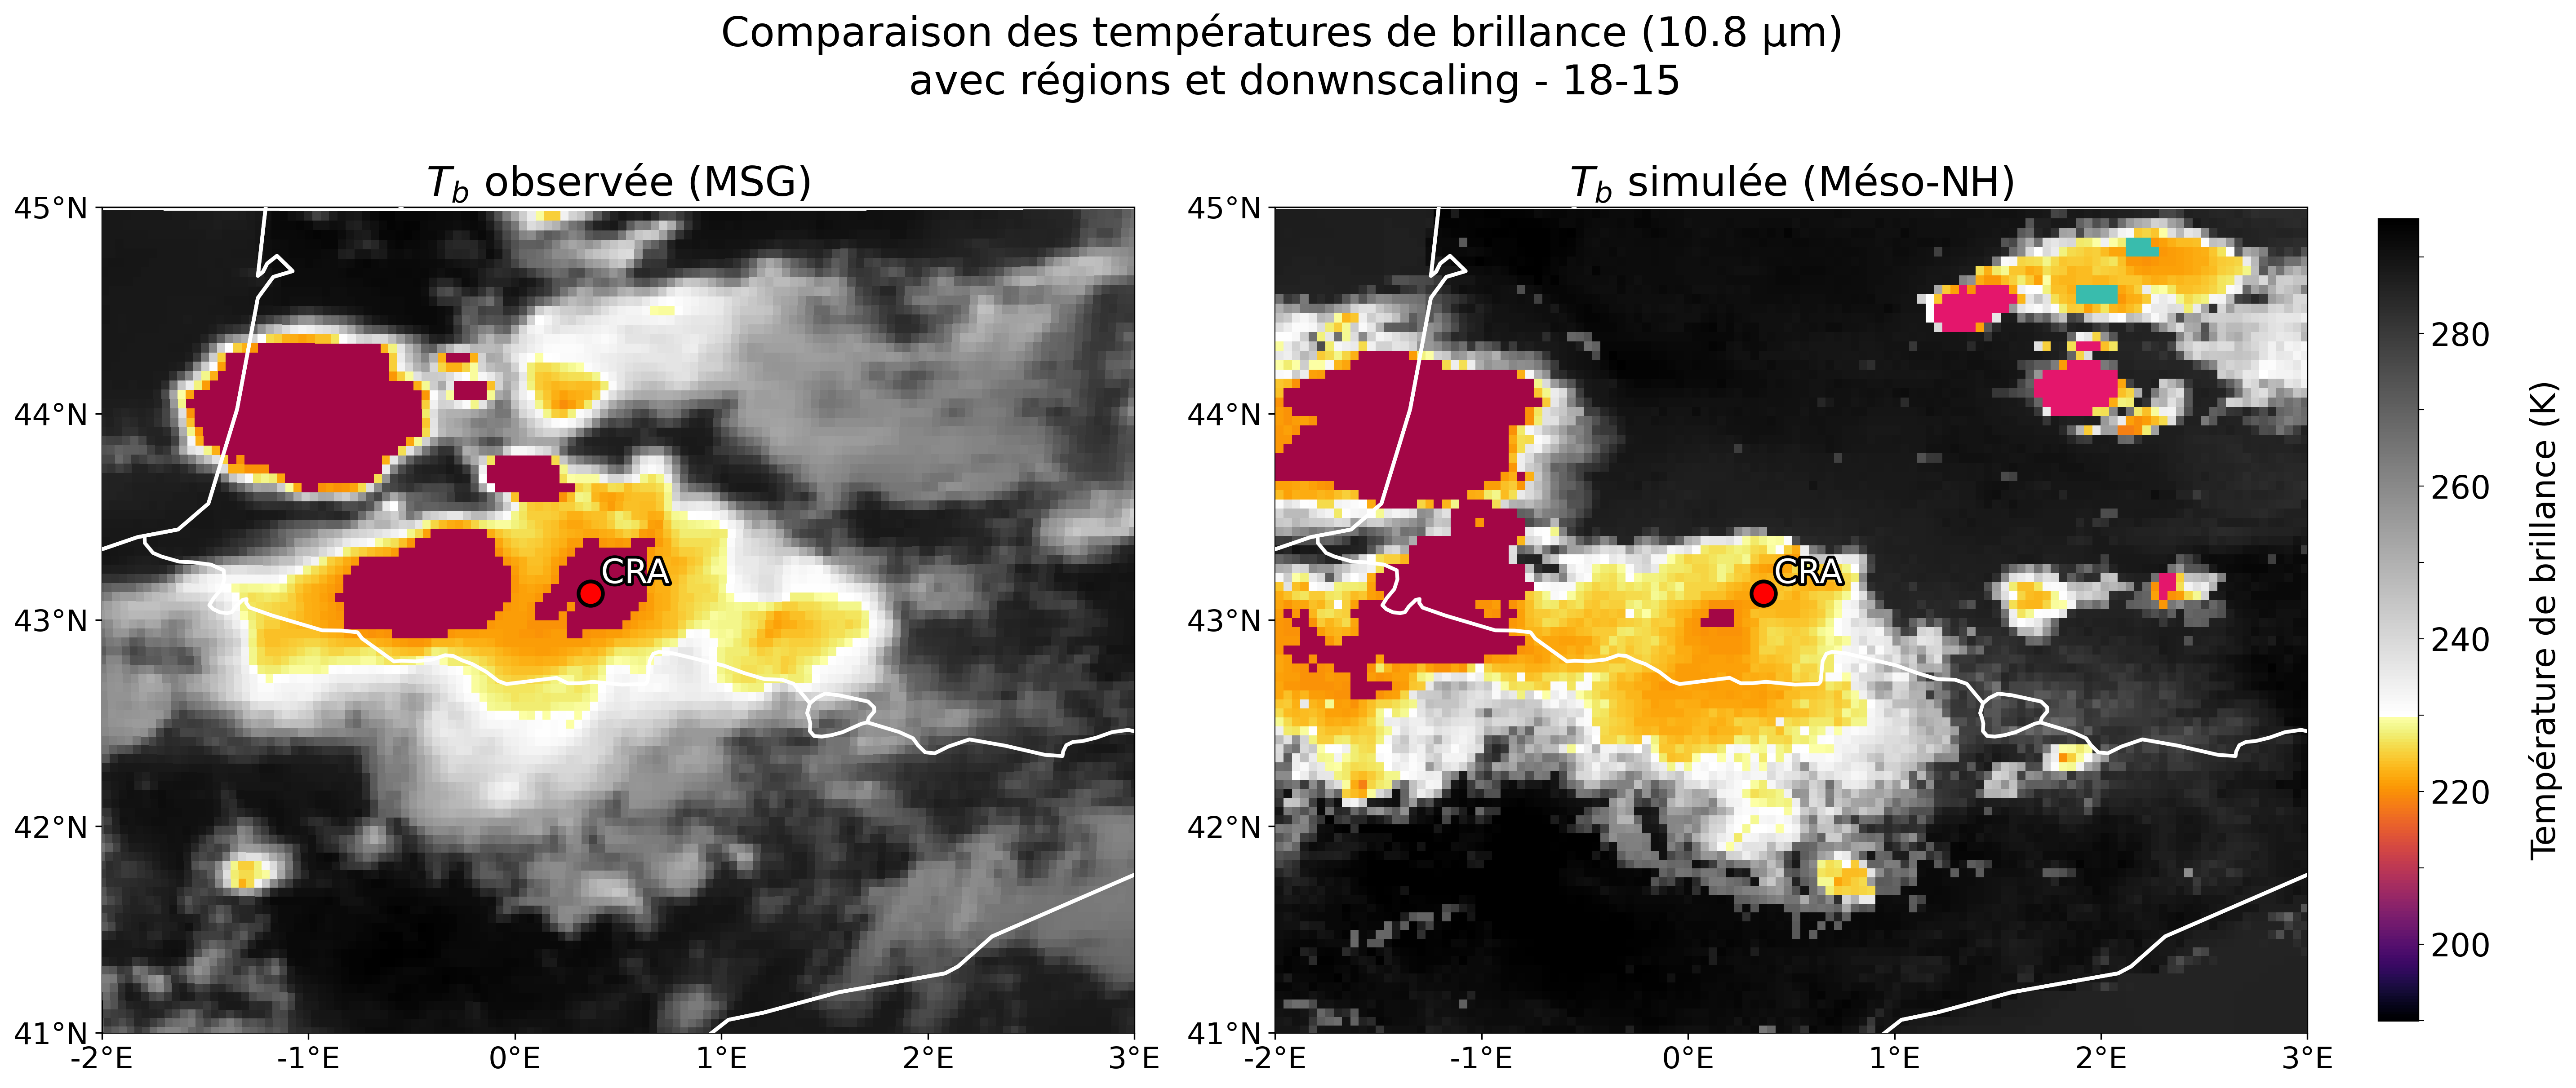 Comparaison des températures de brillance (10.8 µm)
avec régions et donwnscaling - 18-15
T_b observée (MSG)
T_b simulée (Méso-NH)
45°N
44°N
43°N
42°N
41°N
-2°E
-1°E
0°E
1°E
2°E
3°E
CRA
45°N
44°N
43°N
42°N
41°N
-2°E
-1°E
0°E
1°E
2°E
3°E
CRA
280
260
240
220
200
Température de brillance (K)